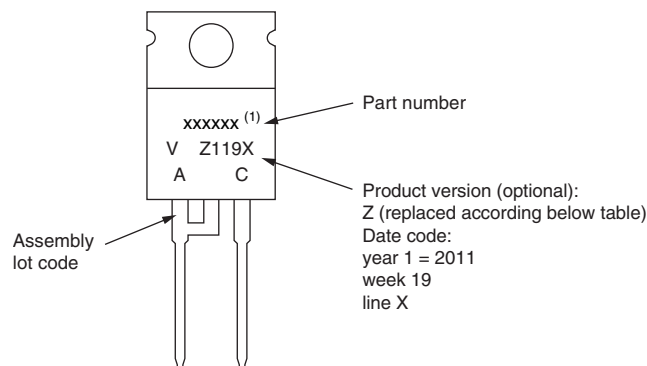 xxxxxx (1)
V Z119X
A C
Part number
Product version (optional):
Z (replaced according below table)
Date code:
year 1 = 2011
week 19
line X
Assembly
lot code